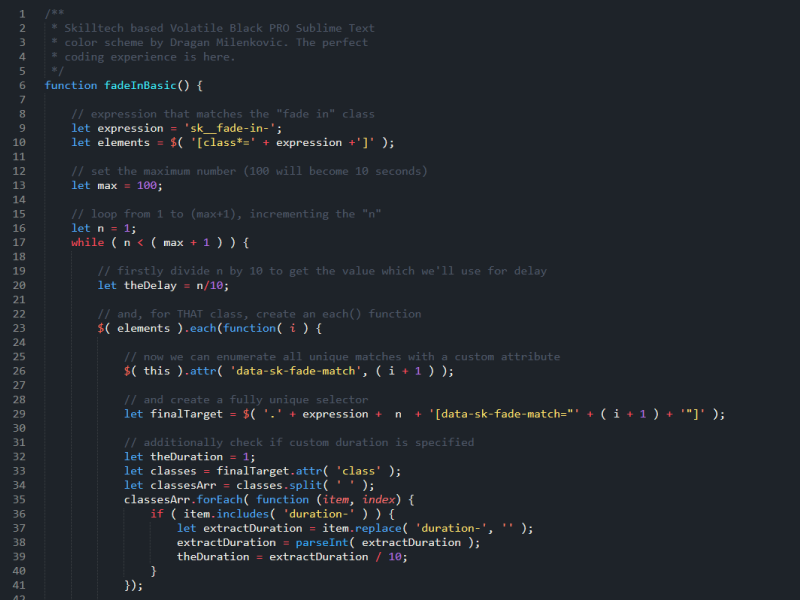 1 /**
2 * Skilltech based Volatile Black PRO Sublime Text
3 * color scheme by Dragan Milenkovic. The perfect
4 * coding experience is here.
5 */
6 function fadeInBasic() {
7
8 // expression that matches the "fade in" class
9 let expression = 'sk__fade-in-';
10 let elements = $( '[class*=' + expression +']' );
11
12 // set the maximum number (100 will become 10 seconds)
13 let max = 100;
14
15 // loop from 1 to (max+1), incrementing the "n"
16 let n = 1;
17 while ( n < ( max + 1 ) ) {
18
19 // firstly divide n by 10 to get the value which we'll use for delay
20 let theDelay = n/10;
21
22 // and, for THAT class, create an each() function
23 $( elements ).each(function( i ) {
24
25 // now we can enumerate all unique matches with a custom attribute
26 $( this ).attr( 'data-sk-fade-match', ( i + 1 ) );
27
28 // and create a fully unique selector
29 let finalTarget = $( '.' + expression +  n  + '[data-sk-fade-match="' + ( i + 1 ) + '"]' );
30
31 // additionally check if custom duration is specified
32 let theDuration = 1;
33 let classes = finalTarget.attr( 'class' );
34 let classesArr = classes.split( ' ' );
35 classesArr.forEach( function (item, index) {
36 if ( item.includes( 'duration-' ) ) {
37 let extractDuration = item.replace( 'duration-', '' );
38 extractDuration = parseInt( extractDuration );
39 theDuration = extractDuration / 10;
40 }
41 });
42